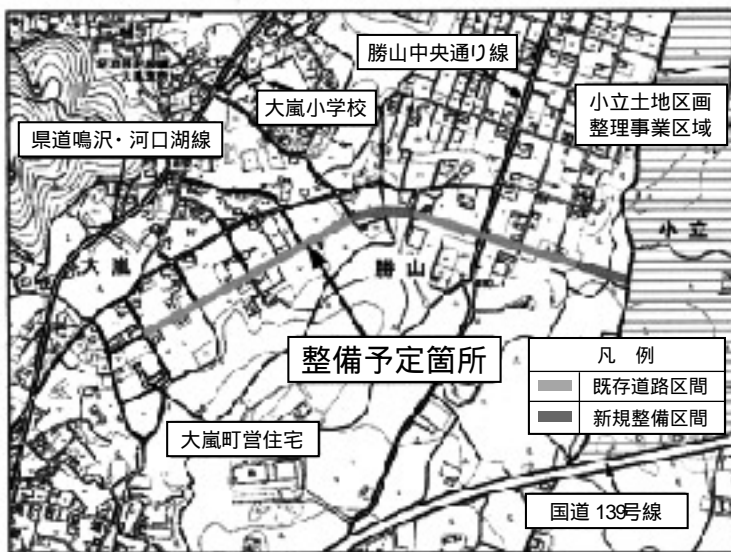 勝山中央通り線
大嵐小学校
小立土地区画
整理事業区域
県道鳴沢・河口湖線
小立
大嵐
勝山
整備予定箇所
凡 例
既存道路区間
新規整備区間
大嵐町営住宅
国道139号線